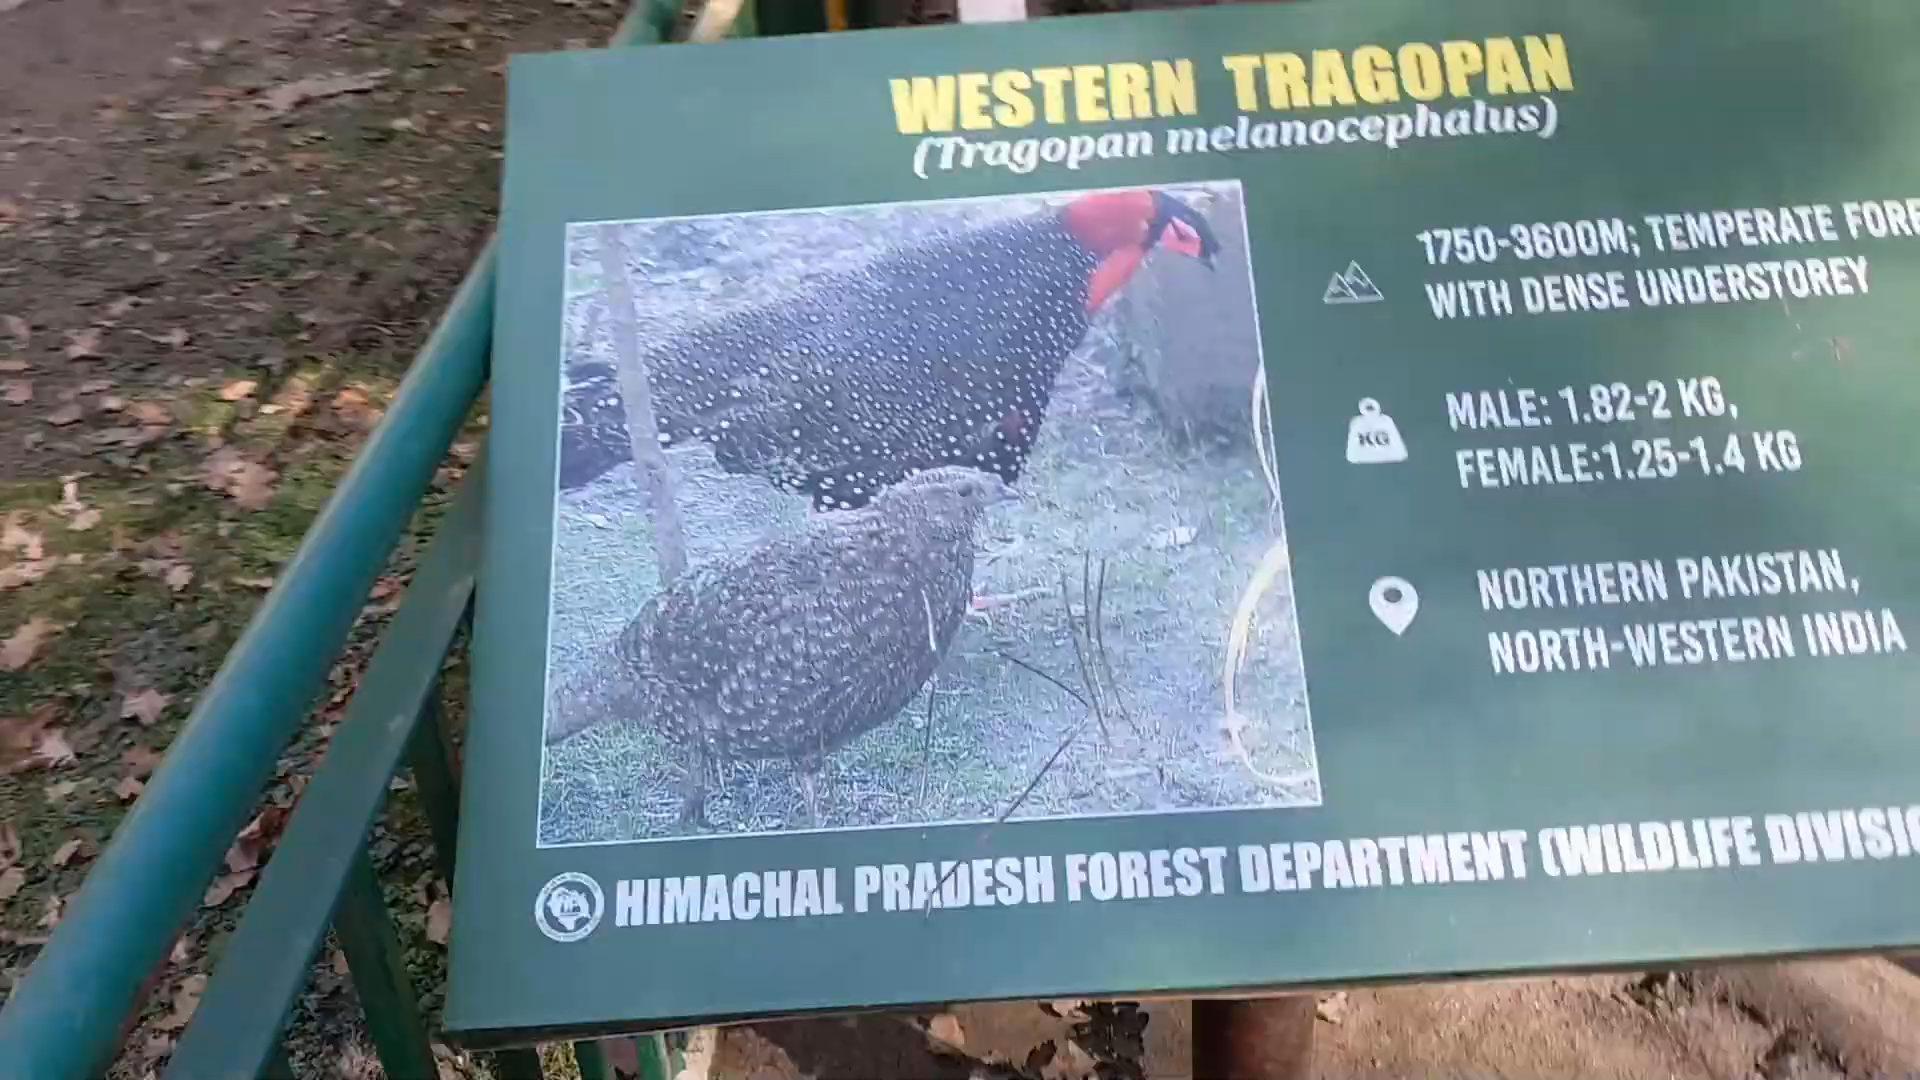 WESTERN TRAGOPAN
(Tragopan melanocephalus)
1750-3600M; TEMPERATE FORE
WITH DENSE UNDERSTOREY
KG
MALE: 1.82-2 KG,
FEMALE:1.25-1.4 KG
NORTHERN PAKISTAN,
NORTH-WESTERN INDIA
HIMACHAL PRADESH FOREST DEPARTMENT (WILDLIFE DIVISIO